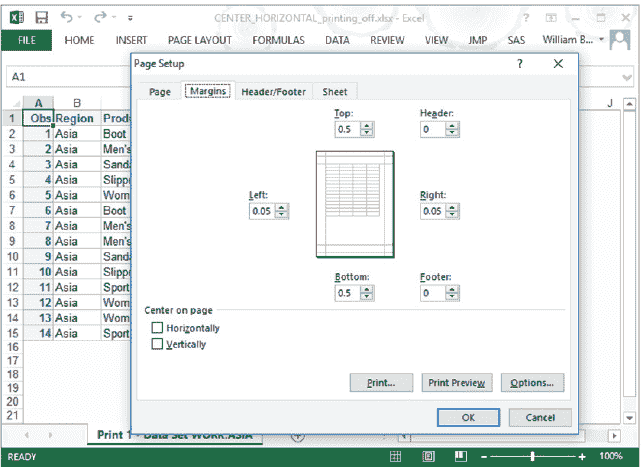 CENTER_HORIZONTAL_printing_off.xlsx - Excel
FILE HOME INSERT PAGE LAYOUT FORMULAS DATA REVIEW VIEW JMP SAS William B...
Page Setup ? ×
A1
Page Margins Header/Footer Sheet
A B J
Top: Header:
0.5 0
Left: Right:
0.05 0.05
Bottom: Footer:
0.5 0
Center on page
Horizontally
Vertically
Print... Print Preview Options...
OK Cancel
1 Obs Region Prod
2 1 Asia Boot
3 2 Asia Men's
4 3 Asia Sanda
5 4 Asia Slippe
6 5 Asia Wom
7 6 Asia Boot
8 7 Asia Men's
9 8 Asia Men's
10 9 Asia Sanda
11 10 Asia Slippe
12 11 Asia Sport
13 12 Asia Wom
14 13 Asia Wom
15 14 Asia Sport
16
17
18
19
20
21
Print 1 - Data Set WORK.ASIA
READY 100%